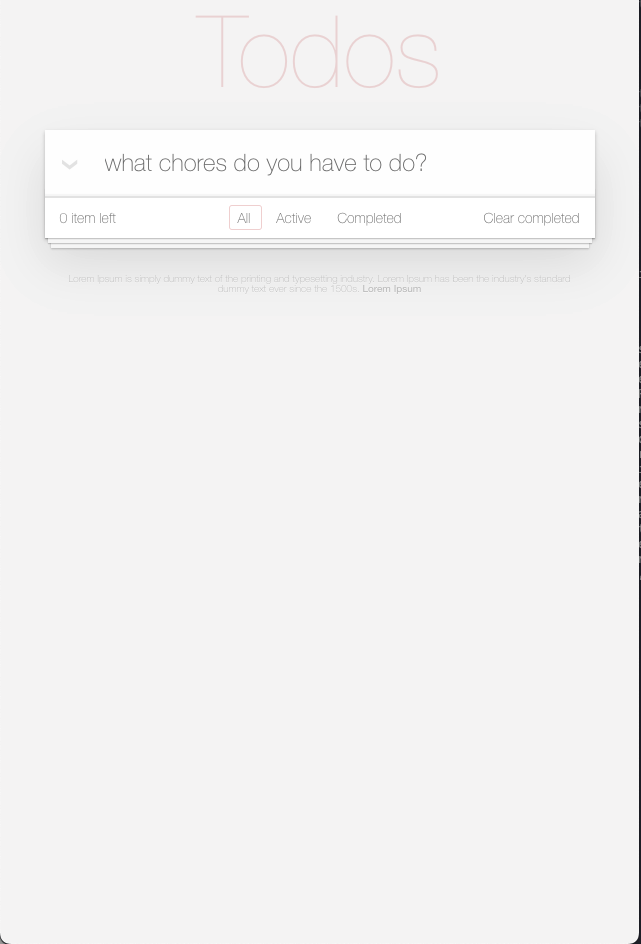 Todos
what chores do you have to do?
0 item left All Active Completed Clear completed
Lorem Ipsum is simply dummy text of the printing and typesetting industry. Lorem Ipsum has been the industry's standard
dummy text ever since the 1500s. Lorem Ipsum